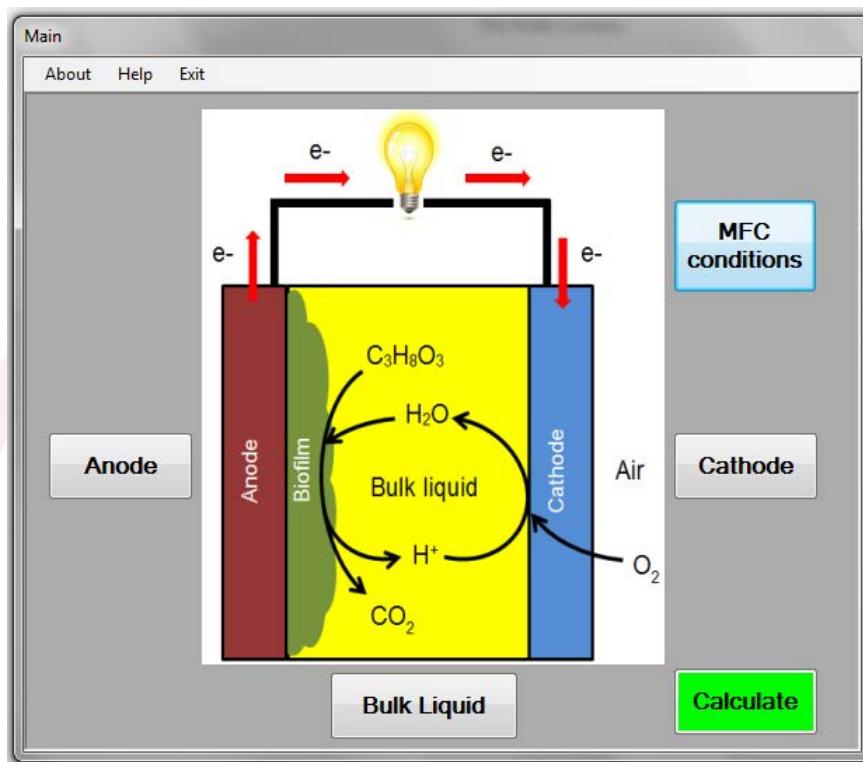 Main
About Help Exit
e-
e-
e-
e-
MFC
conditions
C₃H₈O₃
H₂O
Anode
Anode
Biofilm
Bulk liquid
Cathode
Air
Cathode
H⁺
O₂
CO₂
Bulk Liquid
Calculate